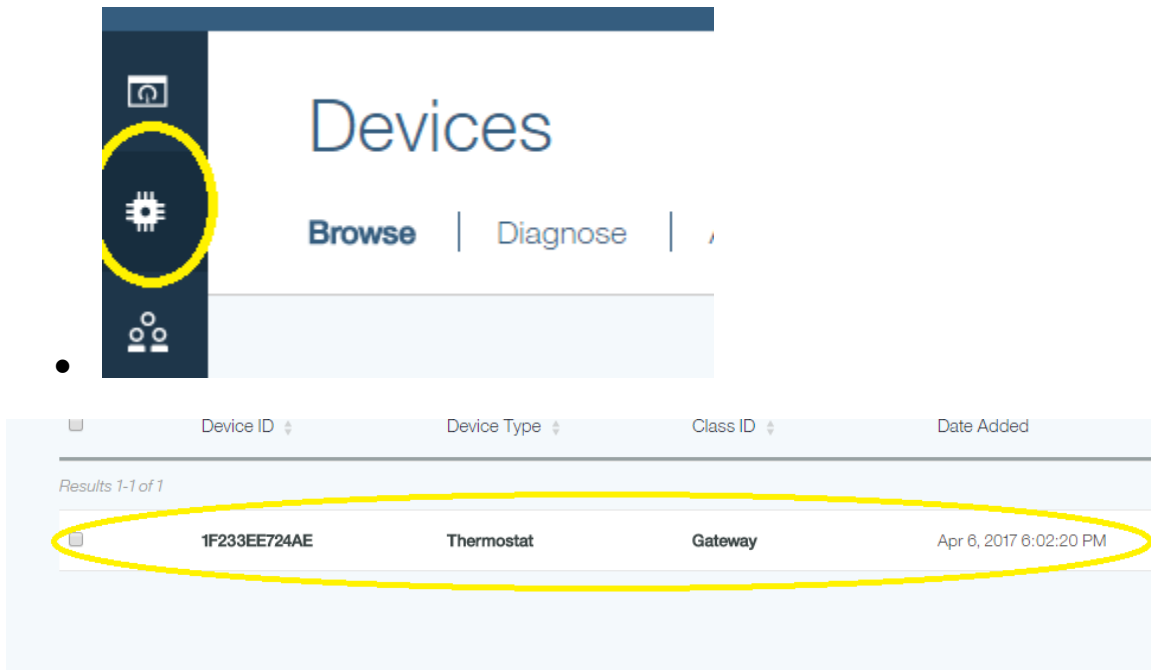 Devices
Browse | Diagnose |
Device ID Device Type Class ID Date Added
Results 1-1 of 1
1F233EE724AE Thermostat Gateway Apr 6, 2017 6:02:20 PM